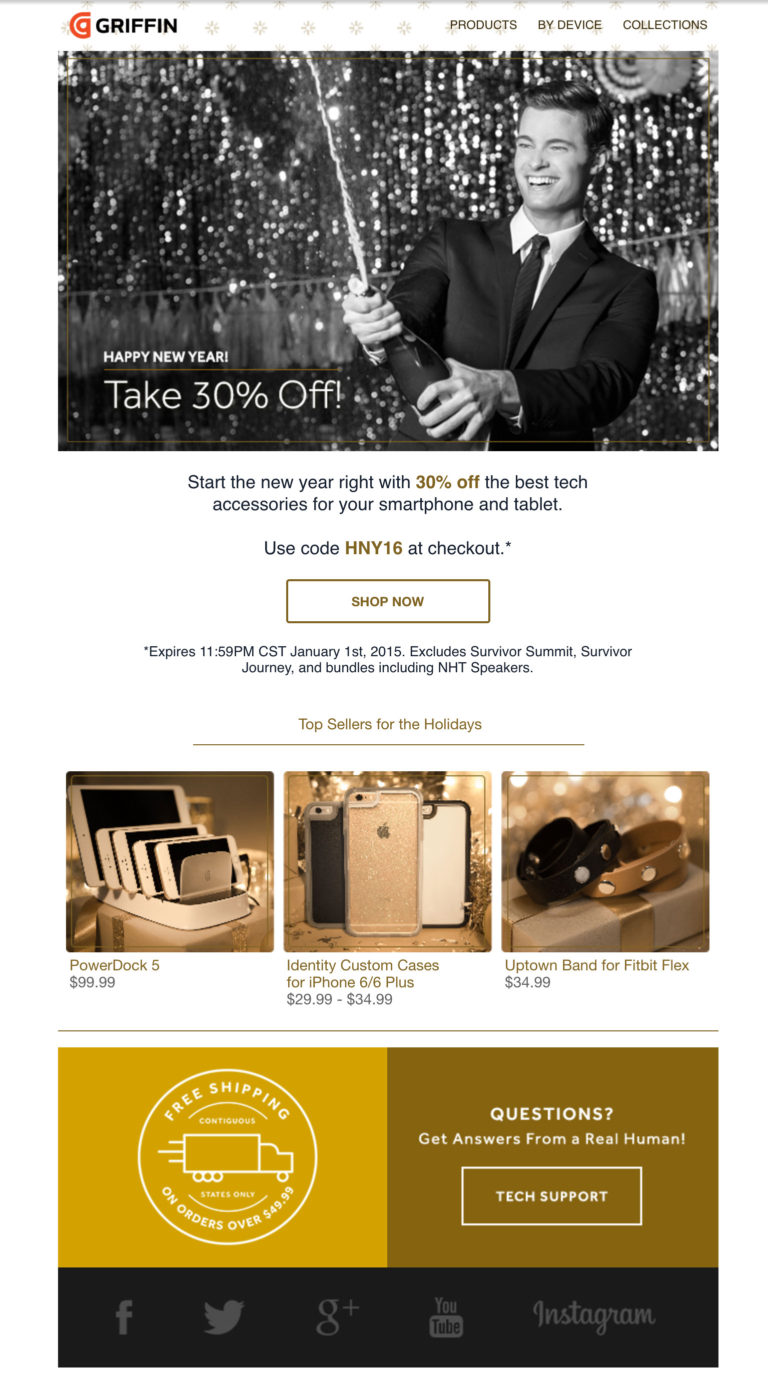 GRIFFIN
PRODUCTS BY DEVICE COLLECTIONS
HAPPY NEW YEAR!
Take 30% Off!
Start the new year right with 30% off the best tech
accessories for your smartphone and tablet.
Use code HNY16 at checkout.*
SHOP NOW
*Expires 11:59PM CST January 1st, 2015. Excludes Survivor Summit, Survivor
Journey, and bundles including NHT Speakers.
Top Sellers for the Holidays
PowerDock 5
$99.99
Identity Custom Cases
for iPhone 6/6 Plus
$29.99 - $34.99
Uptown Band for Fitbit Flex
$34.99
FREE SHIPPING
CONTIGUOUS
STATES ONLY
ON ORDERS OVER $49.99
QUESTIONS?
Get Answers From a Real Human!
TECH SUPPORT
f
g+
You
Tube
Instagram